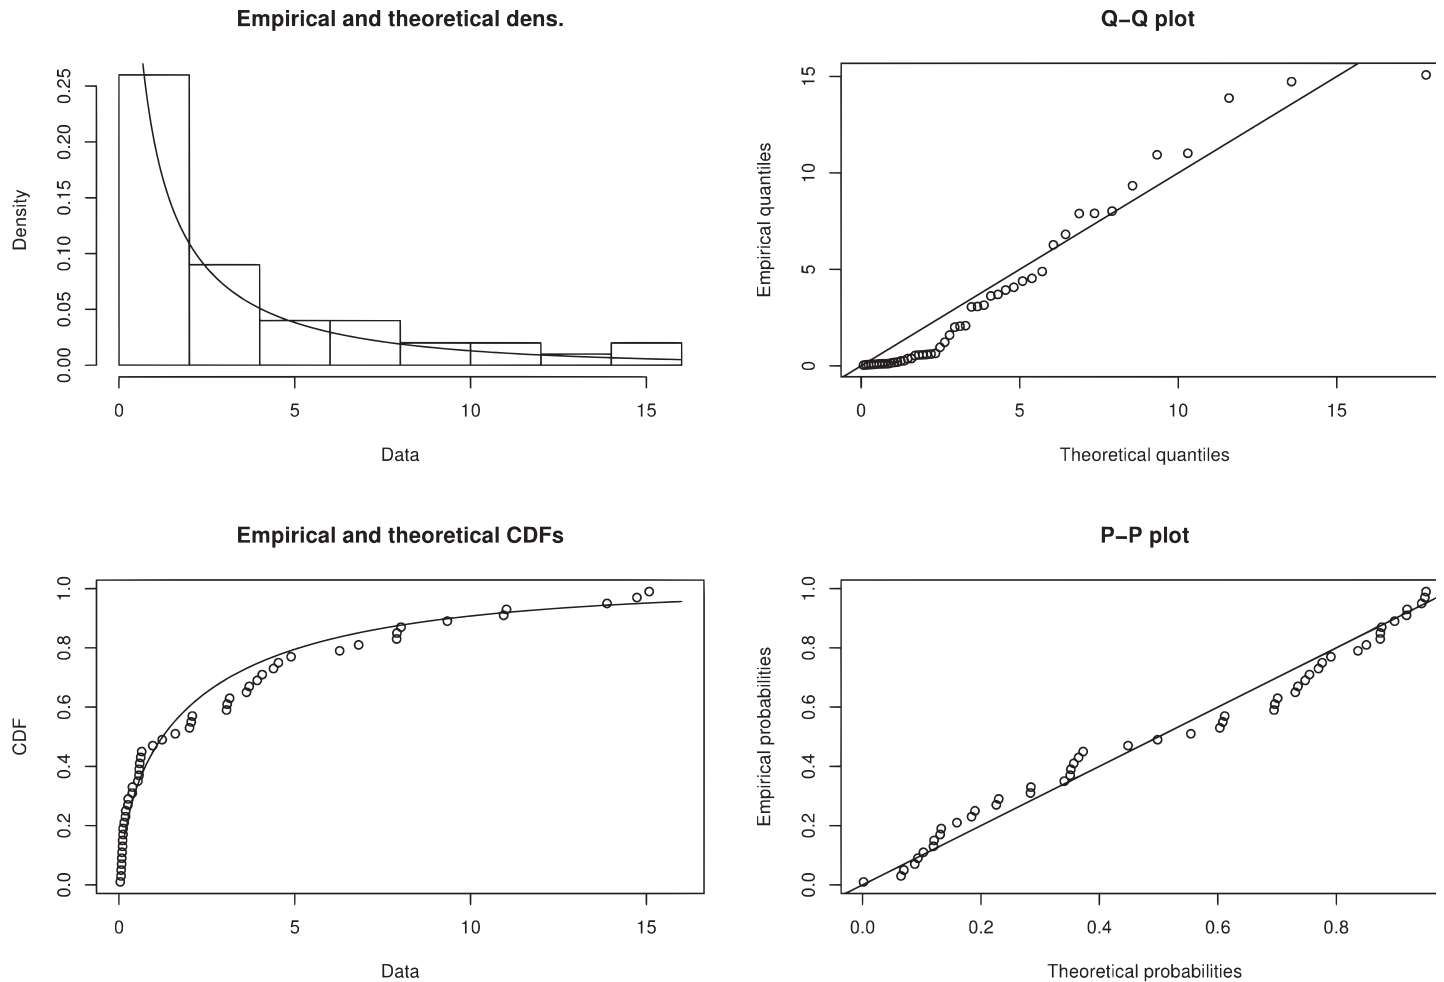 Empirical and theoretical dens.
Density
0.00 0.05 0.10 0.15 0.20 0.25
0 5 10 15
Data
Q−Q plot
Empirical quantiles
0 5 10 15
0 5 10 15
Theoretical quantiles
Empirical and theoretical CDFs
CDF
0.0 0.2 0.4 0.6 0.8 1.0
0 5 10 15
Data
P−P plot
Empirical probabilities
0.0 0.2 0.4 0.6 0.8 1.0
0.0 0.2 0.4 0.6 0.8
Theoretical probabilities